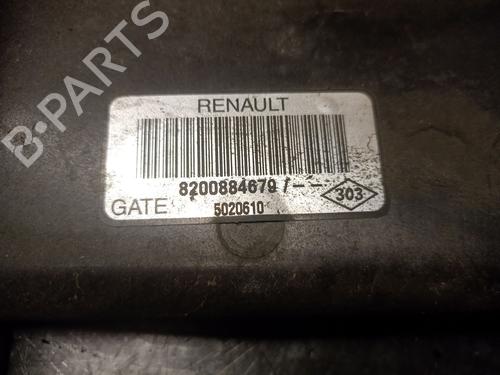 B-PARTS
RENAULT
8200884679/--
303
GATE 5020610